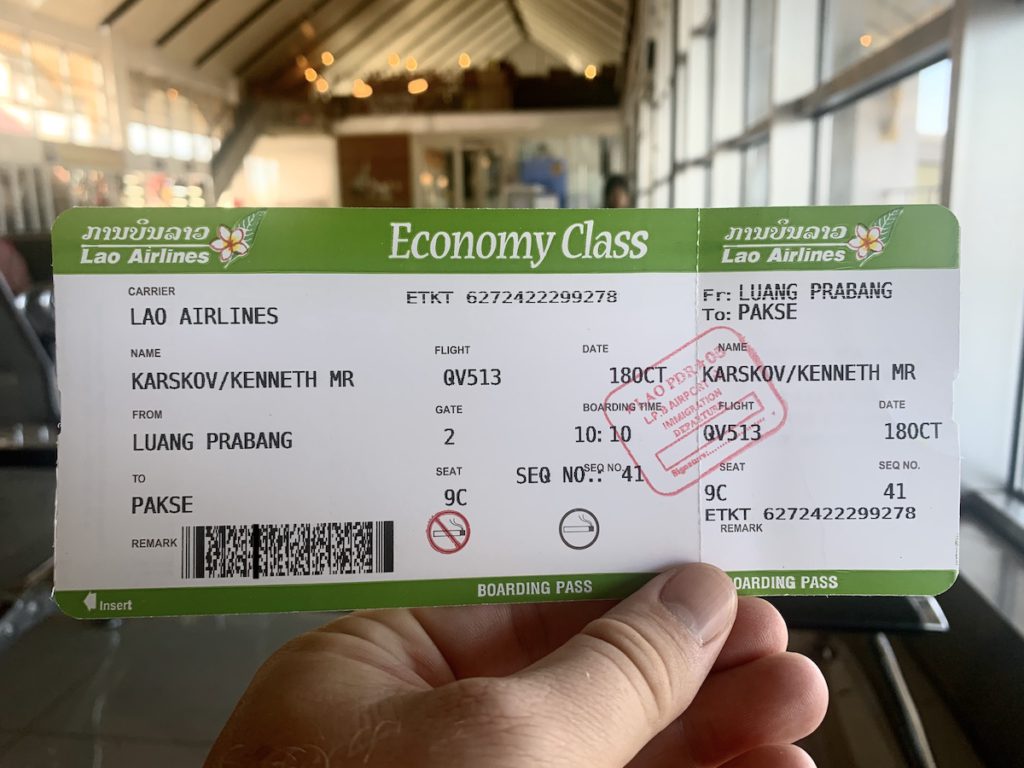 ການບິນລາວ
Lao Airlines
Economy Class
CARRIER
LAO AIRLINES
ETKT 6272422299278
NAME
KARSKOV/KENNETH MR
FLIGHT
QV513
DATE
18OCT
FROM
LUANG PRABANG
GATE
2
BOARDING TIME
10:10
TO
PAKSE
SEAT
9C
SEQ NO.
SEQ NO.: 41
REMARK
BOARDING PASS
Insert
ການບິນລາວ
Lao Airlines
Fr: LUANG PRABANG
To: PAKSE
NAME
KARSKOV/KENNETH MR
FLIGHT
QV513
DATE
18OCT
SEAT
9C
SEQ NO.
41
ETKT 6272422299278
REMARK
BOARDING PASS
LAO PDR
L.P.B AIRPORT
IMMIGRATION
DEPARTURE
Signature: